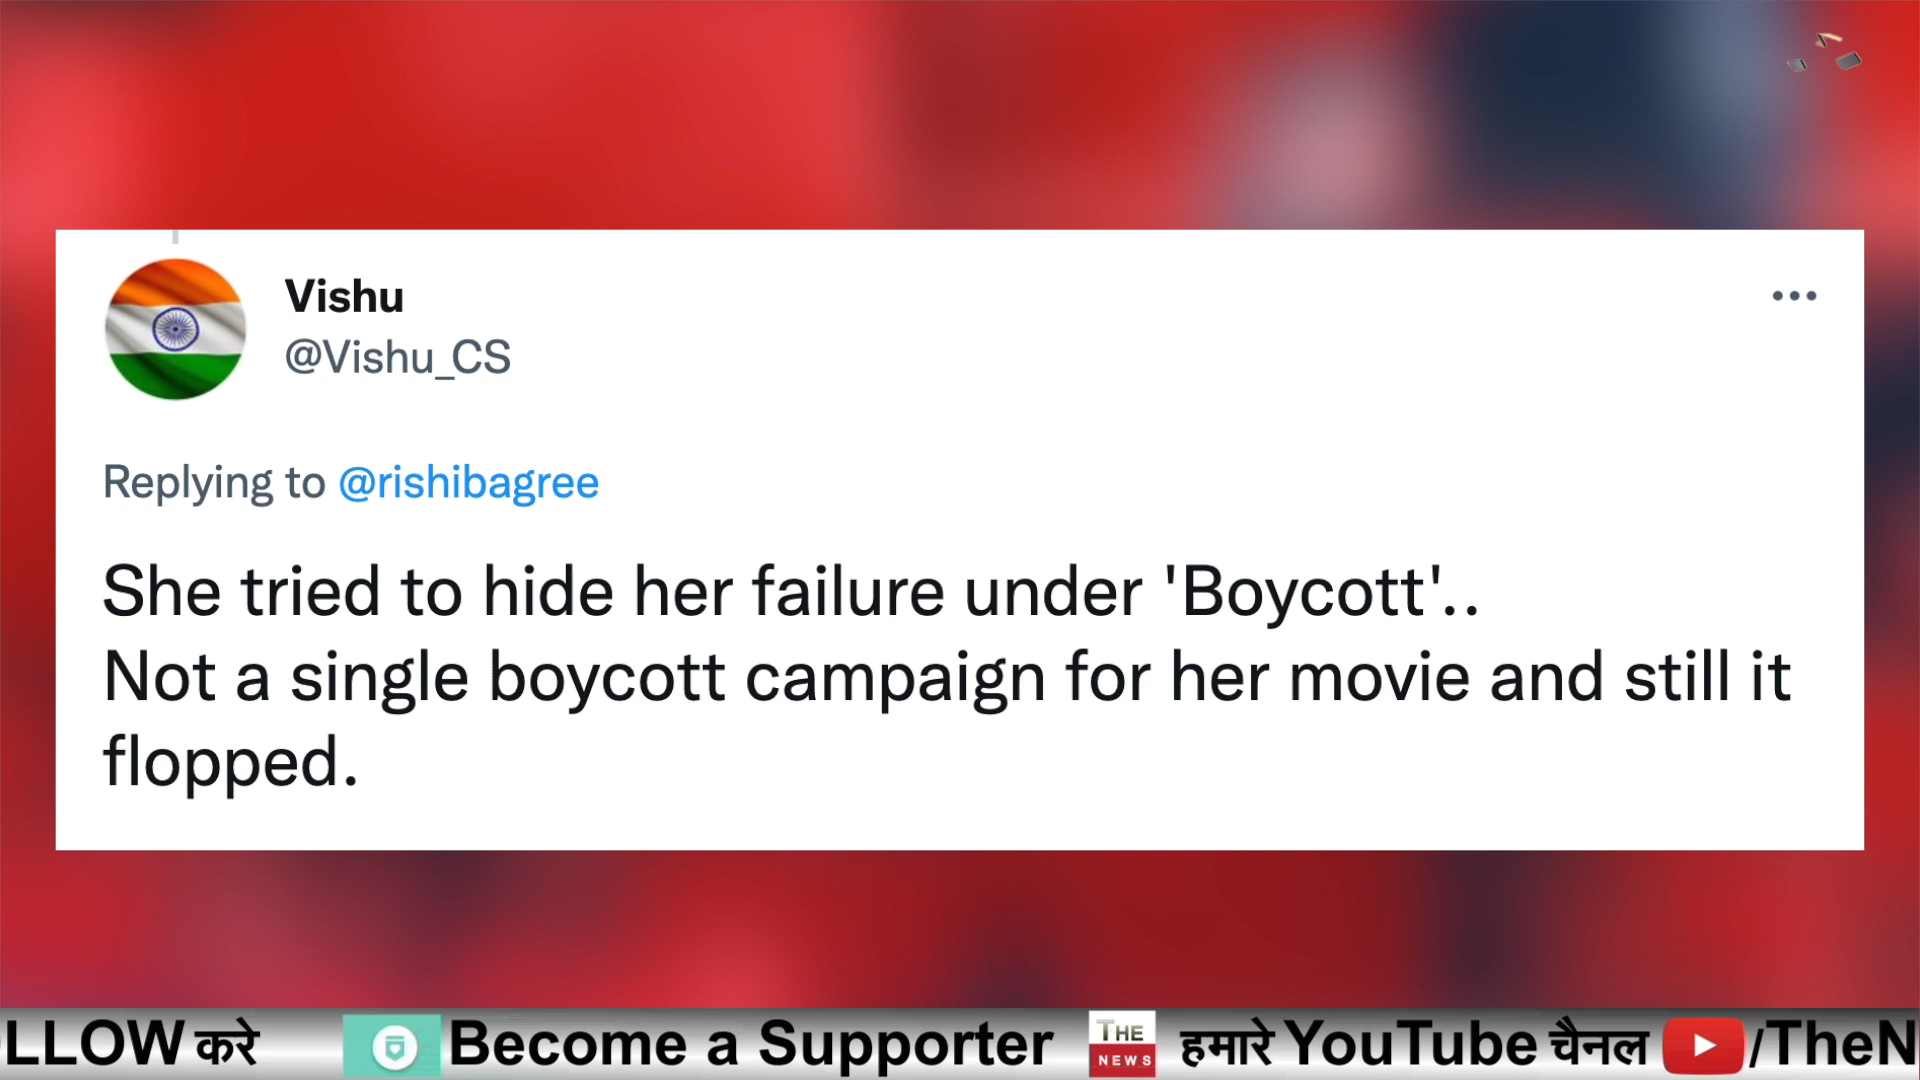 Vishu
@Vishu_CS
Replying to @rishibagree
She tried to hide her failure under 'Boycott'..
Not a single boycott campaign for her movie and still it
flopped.
LLOW करे Become a Supporter THE NEWS हमारे YouTube चैनल /TheN